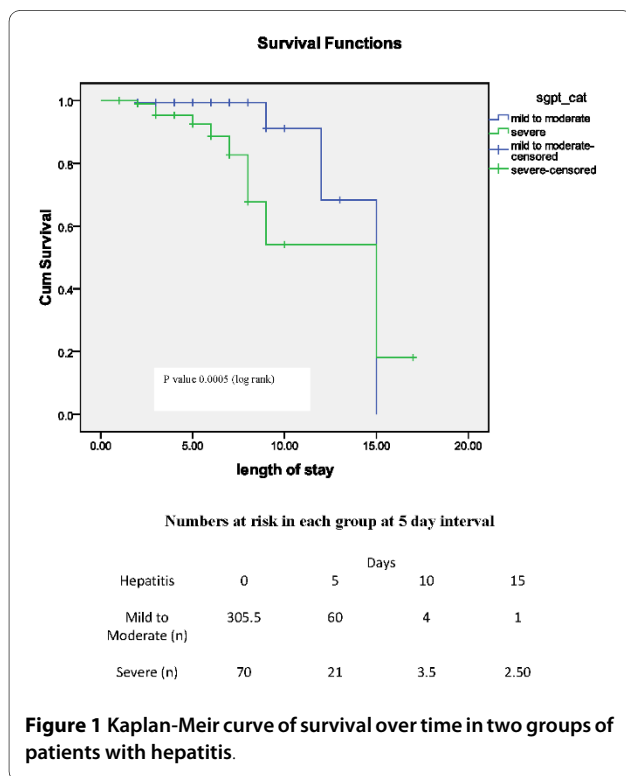 Survival Functions
sgpt_cat
mild to moderate
severe
mild to moderate-
censored
severe-censored
Cum Survival
1.0
0.8
0.6
0.4
0.2
0.0
P value 0.0005 (log rank)
0.00 5.00 10.00 15.00 20.00
length of stay
Numbers at risk in each group at 5 day interval
Days
Hepatitis 0 5 10 15
Mild to
Moderate (n) 305.5 60 4 1
Severe (n) 70 21 3.5 2.50
Figure 1 Kaplan-Meir curve of survival over time in two groups of
patients with hepatitis.